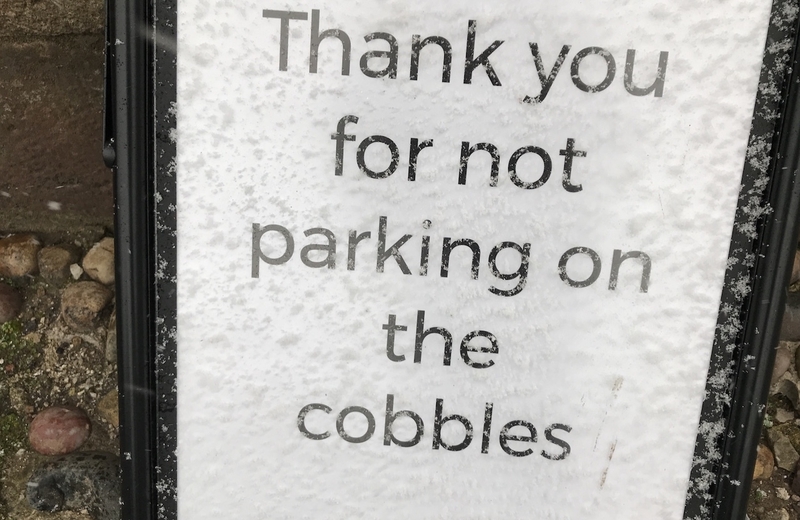 Thank you
for not
parking on
the
cobbles